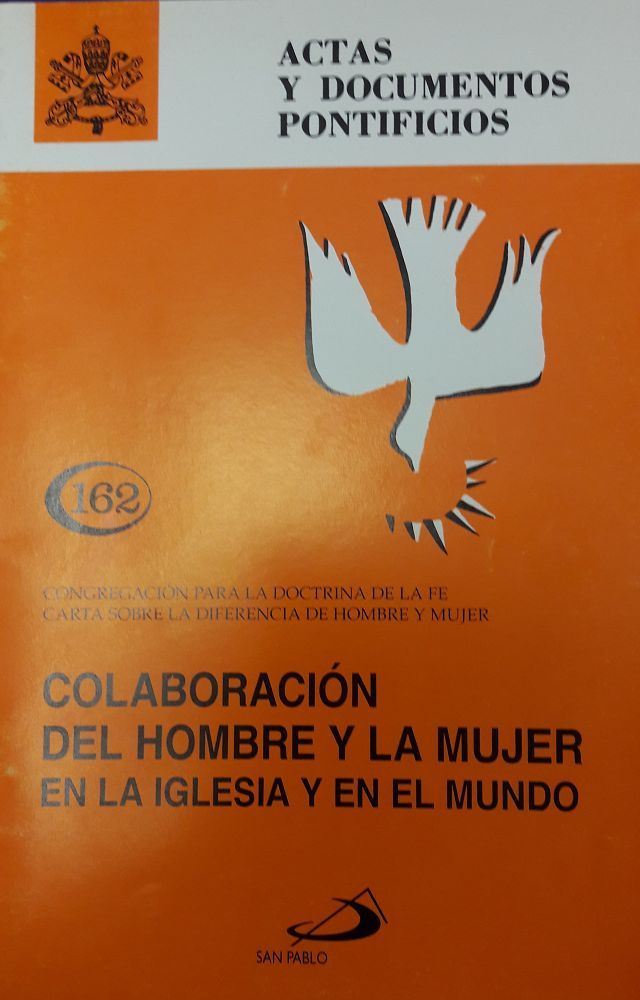 ACTAS
Y DOCUMENTOS
PONTIFICIOS
162
CONGREGACIÓN PARA LA DOCTRINA DE LA FE
CARTA SOBRE LA DIFERENCIA DE HOMBRE Y MUJER
COLABORACIÓN
DEL HOMBRE Y LA MUJER
EN LA IGLESIA Y EN EL MUNDO
SAN PABLO